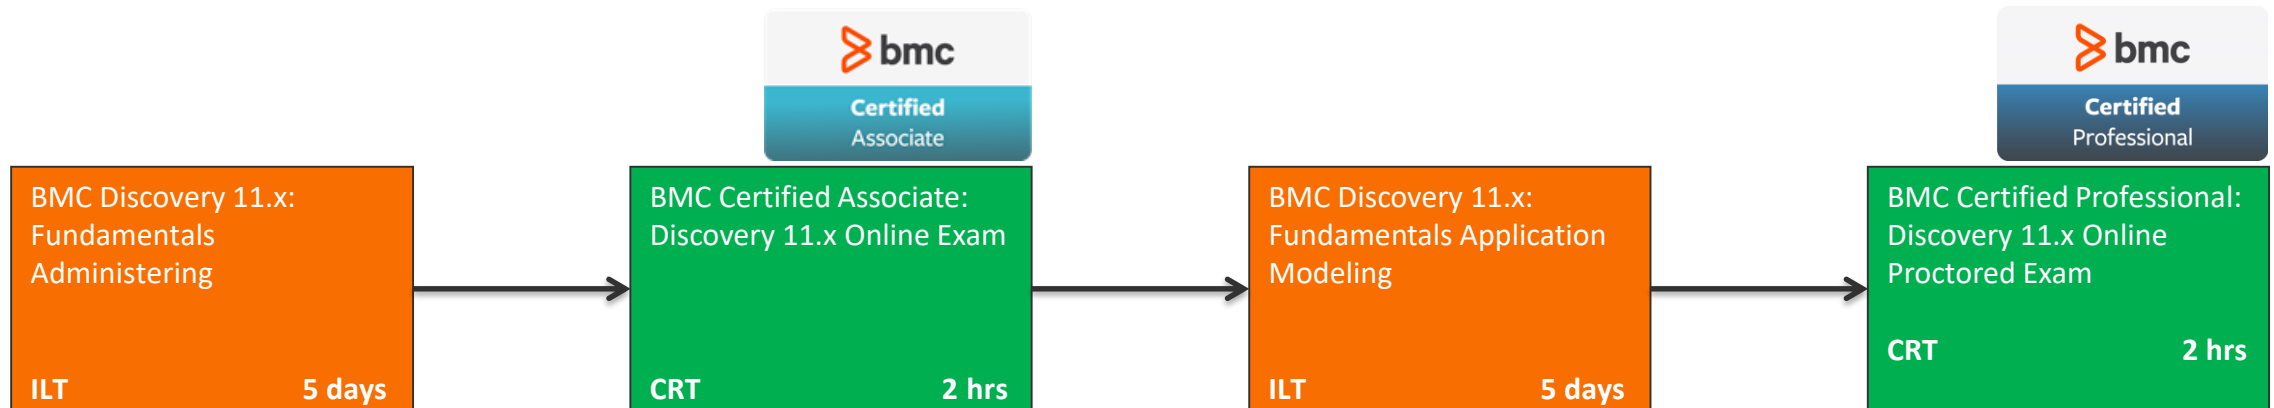 bmc
Certified
Associate
bmc
Certified
Professional
BMC Discovery 11.x:
Fundamentals
Administering
ILT 5 days
BMC Certified Associate:
Discovery 11.x Online Exam
CRT 2 hrs
BMC Discovery 11.x:
Fundamentals Application
Modeling
ILT 5 days
BMC Certified Professional:
Discovery 11.x Online
Proctored Exam
CRT 2 hrs